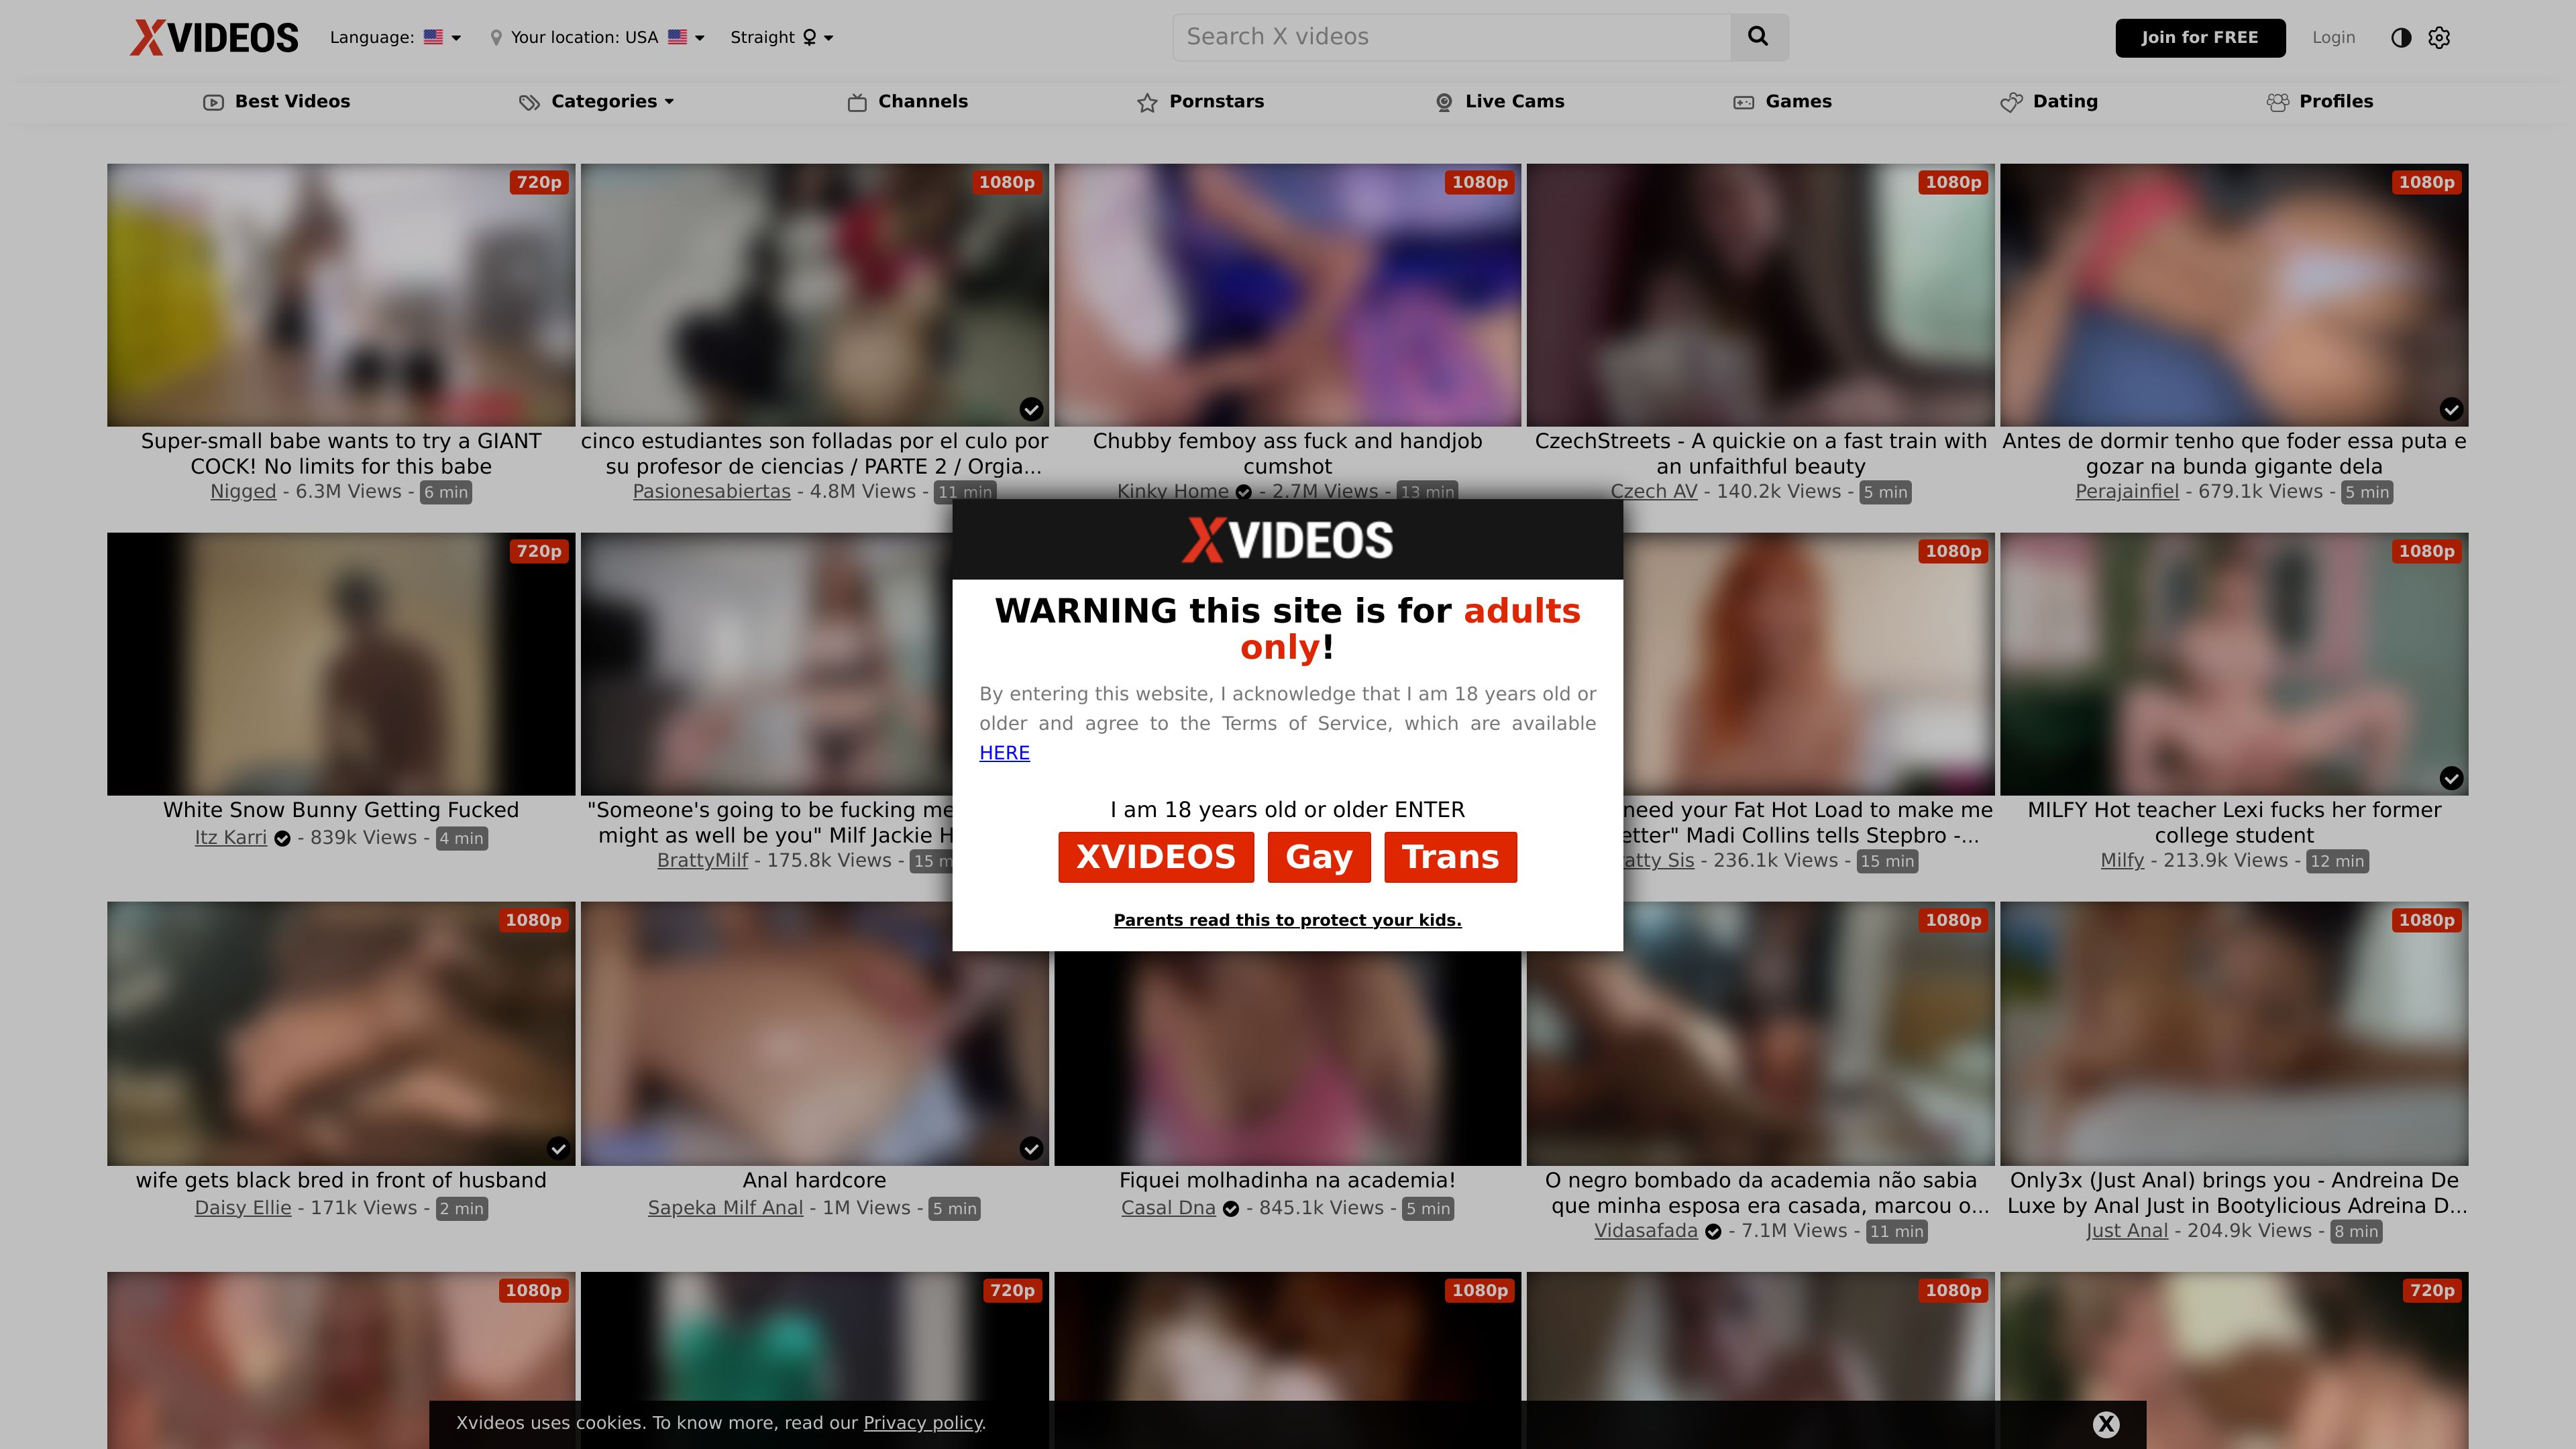 XVIDEOS
Language:
Your location: USA
Straight
Search X videos
Join for FREE
Login
Best Videos
Categories
Channels
Pornstars
Live Cams
Games
Dating
Profiles
720p
1080p
1080p
1080p
1080p
Super-small babe wants to try a GIANT
COCK! No limits for this babe
Nigged - 6.3M Views - 6 min
cinco estudiantes son folladas por el culo por
su profesor de ciencias / PARTE 2 / Orgia...
Pasionesabiertas - 4.8M Views - 11 min
Chubby femboy ass fuck and handjob
cumshot
Kinky Home - 2.7M Views - 13 min
CzechStreets - A quickie on a fast train with
an unfaithful beauty
Czech AV - 140.2k Views - 5 min
Antes de dormir tenho que foder essa puta e
gozar na bunda gigante dela
Perajainfiel - 679.1k Views - 5 min
XVIDEOS
WARNING this site is for adults
only!
By entering this website, I acknowledge that I am 18 years old or
older and agree to the Terms of Service, which are available
HERE
I am 18 years old or older ENTER
XVIDEOS
Gay
Trans
Parents read this to protect your kids.
720p
1080p
1080p
White Snow Bunny Getting Fucked
Itz Karri - 839k Views - 4 min
"Someone's going to be fucking me
might as well be you" Milf Jackie H
BrattyMilf - 175.8k Views - 15 m
need your Fat Hot Load to make me
etter" Madi Collins tells Stepbro -...
atty Sis - 236.1k Views - 15 min
MILFY Hot teacher Lexi fucks her former
college student
Milfy - 213.9k Views - 12 min
1080p
1080p
1080p
wife gets black bred in front of husband
Daisy Ellie - 171k Views - 2 min
Anal hardcore
Sapeka Milf Anal - 1M Views - 5 min
Fiquei molhadinha na academia!
Casal Dna - 845.1k Views - 5 min
O negro bombado da academia não sabia
que minha esposa era casada, marcou o...
Vidasafada - 7.1M Views - 11 min
Only3x (Just Anal) brings you - Andreina De
Luxe by Anal Just in Bootylicious Adreina D...
Just Anal - 204.9k Views - 8 min
1080p
720p
1080p
1080p
720p
Xvideos uses cookies. To know more, read our Privacy policy.
X